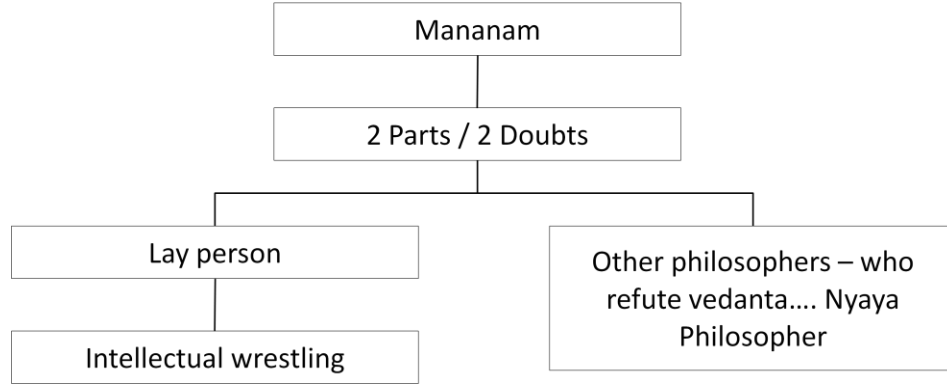 Mananam
2 Parts / 2 Doubts
Lay person
Intellectual wrestling
Other philosophers – who
refute vedanta…. Nyaya
Philosopher